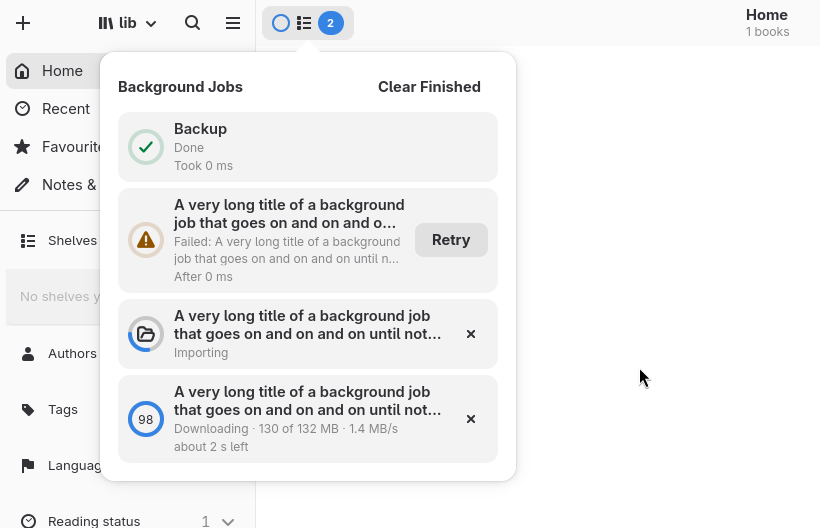 lib
2
Home
1 books
Home
Recent
Favourite
Notes &
Shelves
No shelves y
Authors
Tags
Languag
Reading status
1
Background Jobs
Clear Finished
Backup
Done
Took 0 ms
A very long title of a background
job that goes on and on and o...
Failed: A very long title of a background
job that goes on and on and on until n...
After 0 ms
Retry
A very long title of a background job
that goes on and on and on until not...
Importing
98
A very long title of a background job
that goes on and on and on until not...
Downloading · 130 of 132 MB · 1.4 MB/s
about 2 s left